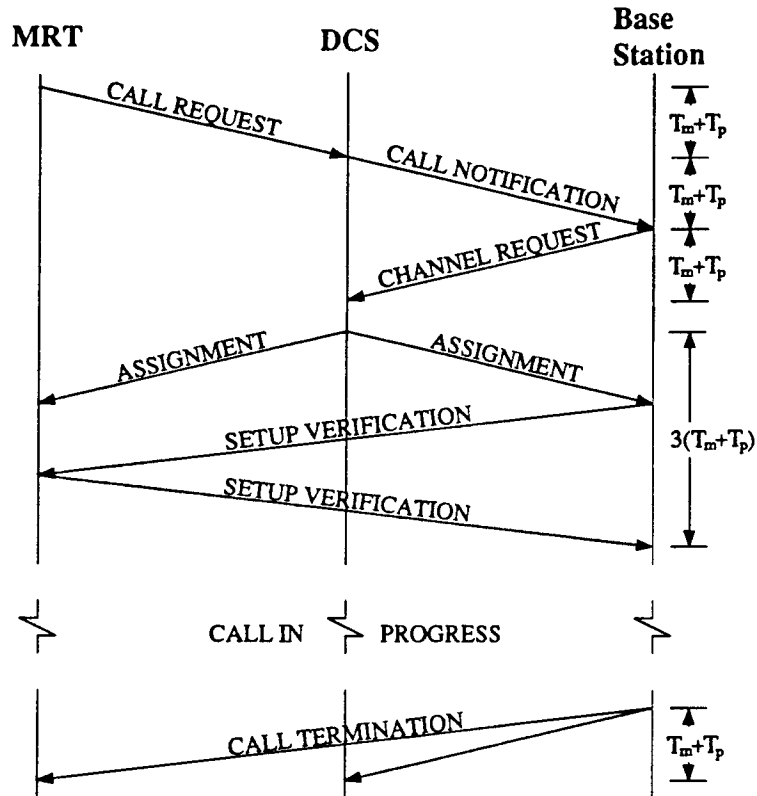 MRT
DCS
Base
Station
CALL REQUEST
Tm+Tp
CALL NOTIFICATION
Tm+Tp
CHANNEL REQUEST
Tm+Tp
ASSIGNMENT
ASSIGNMENT
SETUP VERIFICATION
3(Tm+Tp)
SETUP VERIFICATION
CALL IN
PROGRESS
CALL TERMINATION
Tm+Tp